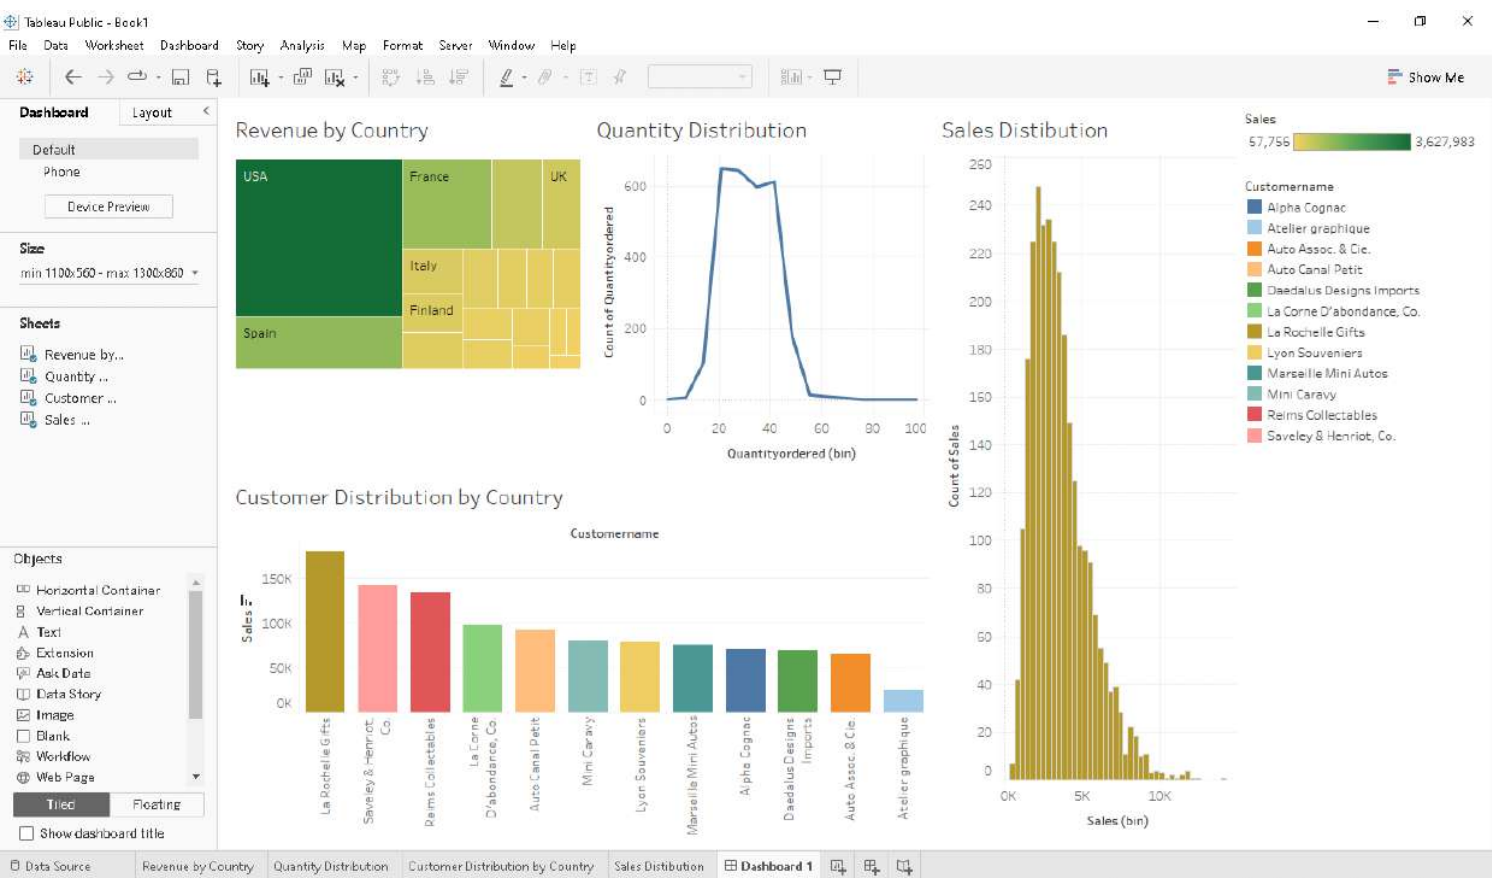 Tableau Public - Book1
File Data Worksheet Dashboard Story Analysis Map Format Server Window Help
Show Me
Dashboard Layout
Default
Phone
Device Preview
Size
min 1100x560 - max 1300x860
Sheets
Revenue by...
Quantity ...
Customer ...
Sales ...
Objects
Horizontal Container
Vertical Container
Text
Extension
Ask Data
Data Story
Image
Blank
Workflow
Web Page
Tiled Floating
Show dashboard title
Revenue by Country
USA
France
UK
Italy
Finland
Spain
Quantity Distribution
Count of Quantityordered
600
400
200
0
0 20 40 60 80 100
Quantityordered (bin)
Sales Distibution
Count of Sales
260
240
220
200
180
160
140
120
100
80
60
40
20
0
0K 5K 10K
Sales (bin)
Sales
57,756 3,627,983
Customername
Alpha Cognac
Atelier graphique
Auto Assoc. & Cie.
Auto Canal Petit
Daedalus Designs Imports
La Corne D'abondance, Co.
La Rochelle Gifts
Lyon Souveniers
Marseille Mini Autos
Mini Caravy
Reims Collectables
Saveley & Henriot, Co.
Customer Distribution by Country
Customername
Sales
150K
100K
50K
0K
La Rochelle Gifts
Saveley & Henriot,
Co.
Reims Collectables
La Corne
D'abondance, Co.
Auto Canal Petit
Mini Caravy
Lyon Souveniers
Marseille Mini Autos
Alpha Cognac
Daedalus Designs
Imports
Auto Assoc. & Cie.
Atelier graphique
Data Source Revenue by Country Quantity Distribution Customer Distribution by Country Sales Distibution Dashboard 1